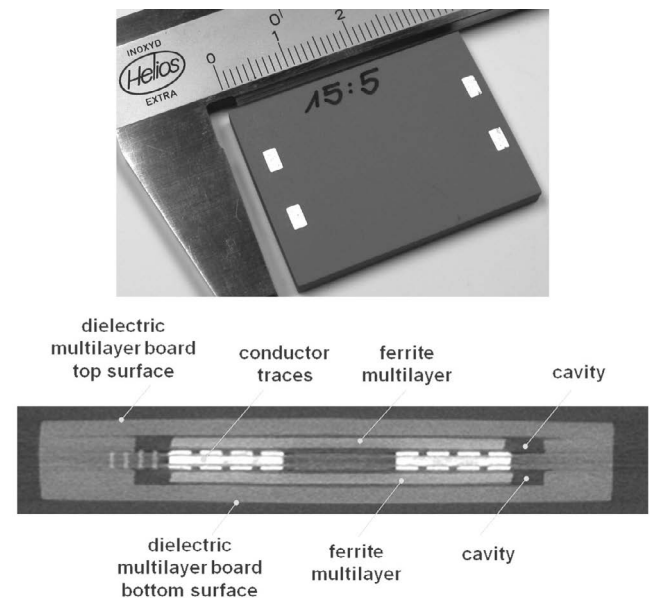 INOXYD
Helios
EXTRA
0
0
1
2
15:5
dielectric
multilayer board
top surface
conductor
traces
ferrite
multilayer
cavity
dielectric
multilayer board
bottom surface
ferrite
multilayer
cavity